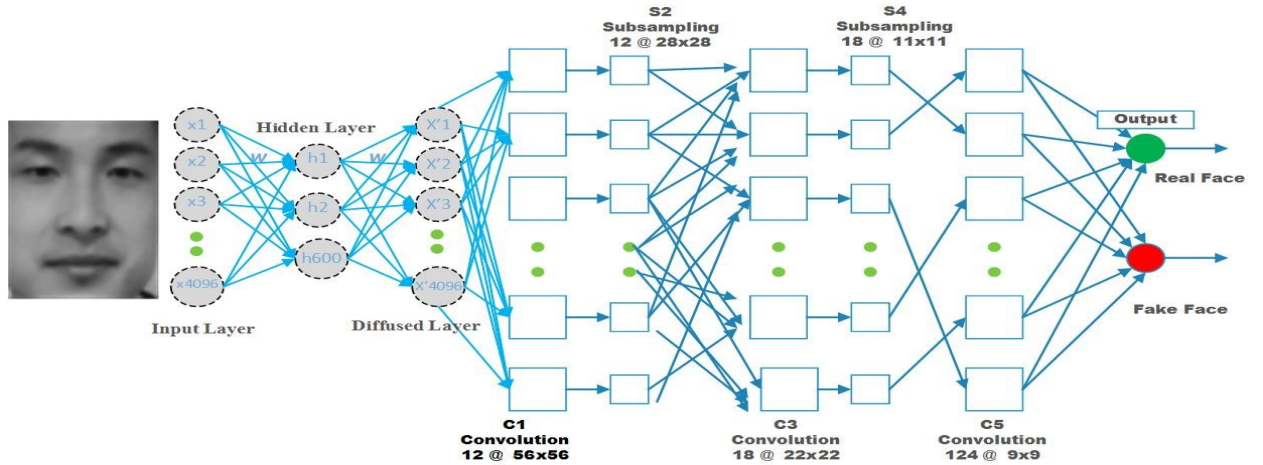 S2
Subsampling
12 @ 28x28
S4
Subsampling
18 @ 11x11
x1
x2
x3
x4096
Input Layer
Hidden Layer
W
h1
h2
h600
W
X'1
X'2
X'3
X'4096
Diffused Layer
C1
Convolution
12 @ 56x56
C3
Convolution
18 @ 22x22
C5
Convolution
124 @ 9x9
Output
Real Face
Fake Face